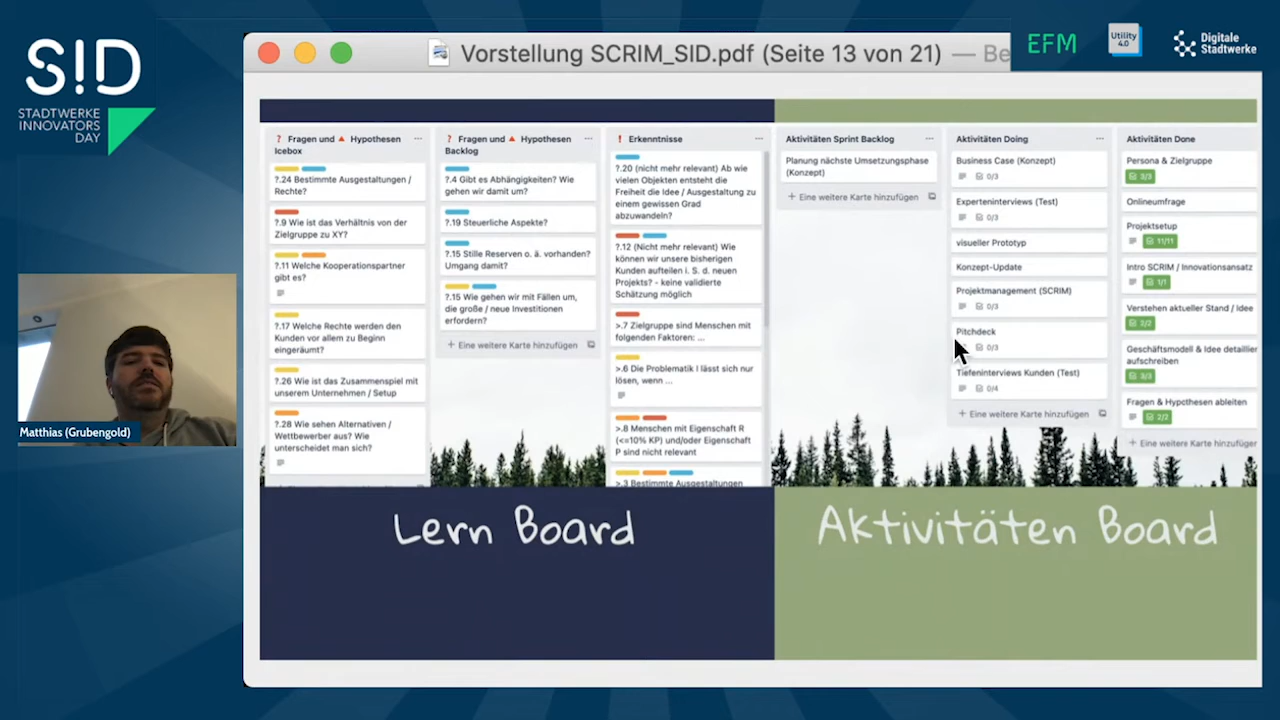 S!D
STADTWERKE
INNOVATORS
DAY
Vorstellung SCRIM_SID.pdf (Seite 13 von 21) — Be
EFM
Utility
4.0
Digitale
Stadtwerke
Fragen und Hypothesen
Icebox
?.24 Bestimmte Ausgestaltungen /
Rechte?
?.9 Wie ist das Verhältnis von der
Zielgruppe zu XY?
?.11 Welche Kooperationspartner
gibt es?
?.17 Welche Rechte werden den
Kunden vor allem zu Beginn
eingeräumt?
?.26 Wie ist das Zusammenspiel mit
unserem Unternehmen / Setup
?.28 Wie sehen Alternativen /
Wettbewerber aus? Wie
unterscheidet man sich?
Fragen und Hypothesen
Backlog
?.4 Gibt es Abhängigkeiten? Wie
gehen wir damit um?
?.19 Steuerliche Aspekte?
?.15 Stille Reserven o. ä. vorhanden?
Umgang damit?
?.15 Wie gehen wir mit Fällen um,
die große / neue Investitionen
erfordern?
+ Eine weitere Karte hinzufügen
Erkenntnisse
?.20 (nicht mehr relevant) Ab wie
vielen Objekten entsteht die
Freiheit die Idee / Ausgestaltung zu
einem gewissen Grad
abzuwandeln?
?.12 (Nicht mehr relevant) Wie
können wir unsere bisherigen
Kunden aufteilen i. S. d. neuen
Projekts? - keine validierte
Schätzung möglich
>.7 Zielgruppe sind Menschen mit
folgenden Faktoren: ...
>.6 Die Problematik I lässt sich nur
lösen, wenn ...
>.8 Menschen mit Eigenschaft R
(<=10% KP) und/oder Eigenschaft
P sind nicht relevant
>.3 Bestimmte Ausgestaltungen
Aktivitäten Sprint Backlog
Planung nächste Umsetzungsphase
(Konzept)
+ Eine weitere Karte hinzufügen
Aktivitäten Doing
Business Case (Konzept)
0/3
Experteninterviews (Test)
0/3
visueller Prototyp
Konzept-Update
Projektmanagement (SCRIM)
0/3
Pitchdeck
0/3
Tiefeninterviews Kunden (Test)
0/4
+ Eine weitere Karte hinzufügen
Aktivitäten Done
Persona & Zielgruppe
3/3
Onlineumfrage
Projektsetup
11/11
Intro SCRIM / Innovationsansatz
1/1
Verstehen aktueller Stand / Idee
2/2
Geschäftsmodell & Idee detaillier
aufschreiben
3/3
Fragen & Hypothesen ableiten
2/2
+ Eine weitere Karte hinzufüger
Lern Board
Aktivitäten Board
Matthias (Grubengold)